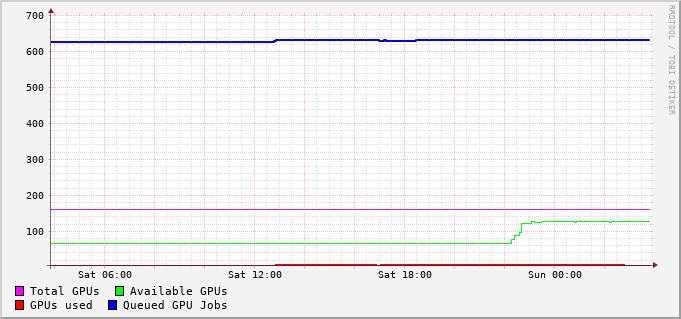 700
600
500
400
300
200
100
Sat 06:00 Sat 12:00 Sat 18:00 Sun 00:00
Total GPUs Available GPUs
GPUs used Queued GPU Jobs
RRDTOOL / TOBI OETIKER